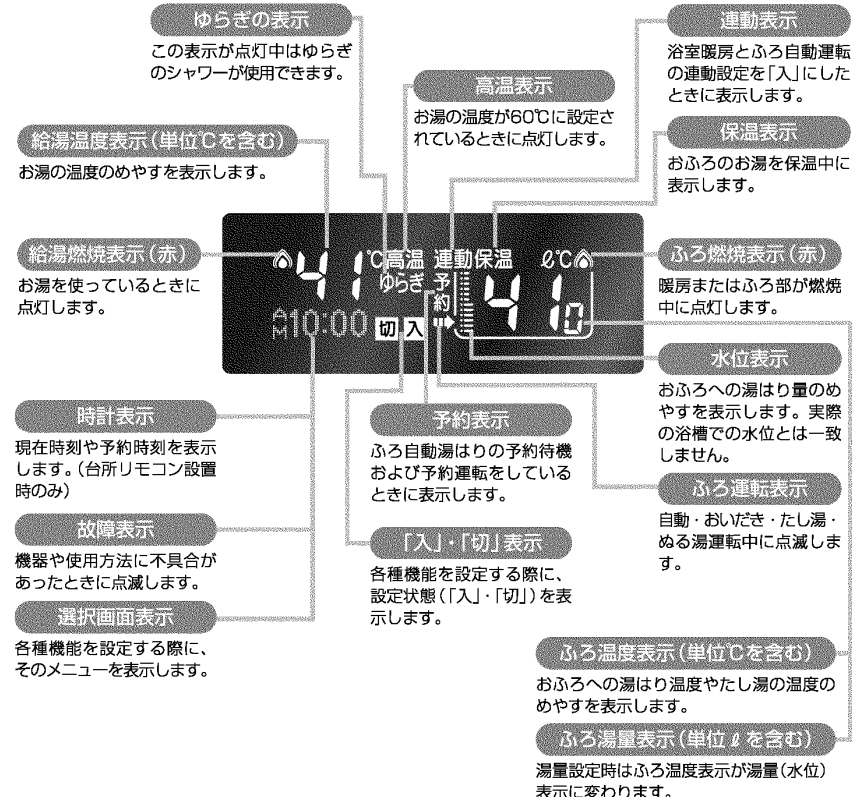 ゆらぎの表示
この表示が点灯中はゆらぎ
のシャワーが使用できます。
連動表示
浴室暖房とふろ自動運転
の連動設定を「入」にした
ときに表示します。
高温表示
お湯の温度が60℃に設定さ
れているときに点灯します。
給湯温度表示(単位℃を含む)
お湯の温度のめやすを表示します。
保温表示
おふろのお湯を保温中に
表示します。
給湯燃焼表示(赤)
お湯を使っているときに
点灯します。
41℃ 高温 連動 保温 ℓ℃
ゆらぎ 予約 41.0
AM 10:00 切 入
ふろ燃焼表示(赤)
暖房またはふろ部が燃焼
中に点灯します。
水位表示
おふろへの湯はり量のめ
やすを表示します。実際
の浴槽での水位とは一致
しません。
時計表示
現在時刻や予約時刻を表示
します。(台所リモコン設置
時のみ)
予約表示
ふろ自動湯はりの予約待機
および予約運転をしている
ときに表示します。
ふろ運転表示
自動・おいだき・たし湯・
ぬる湯運転中に点滅しま
す。
故障表示
機器や使用方法に不具合が
あったときに点滅します。
「入」・「切」表示
各種機能を設定する際に、
設定状態(「入」・「切」)を表
示します。
選択画面表示
各種機能を設定する際に、
そのメニューを表示します。
ふろ温度表示(単位℃を含む)
おふろへの湯はり温度やたし湯の温度の
めやすを表示します。
ふろ湯量表示(単位ℓを含む)
湯量設定時はふろ温度表示が湯量(水位)
表示に変わります。